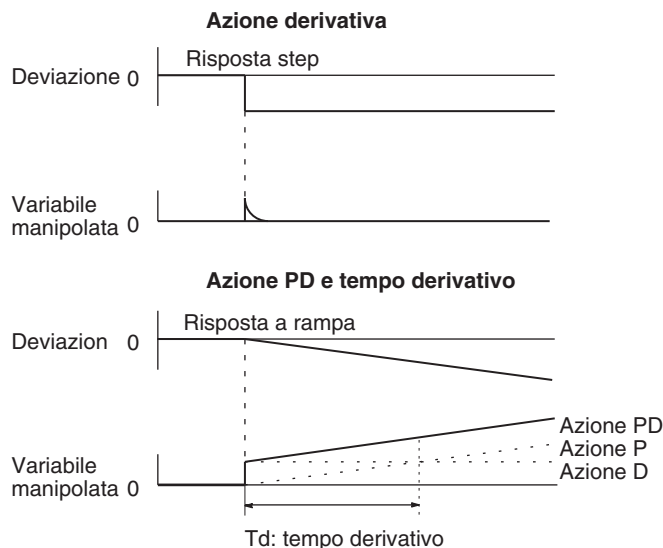 Azione derivativa
Risposta step
Deviazione 0
Variabile
manipolata 0
Azione PD e tempo derivativo
Risposta a rampa
Deviazion 0
Azione PD
Azione P
Variabile
manipolata 0
Azione D
Td: tempo derivativo